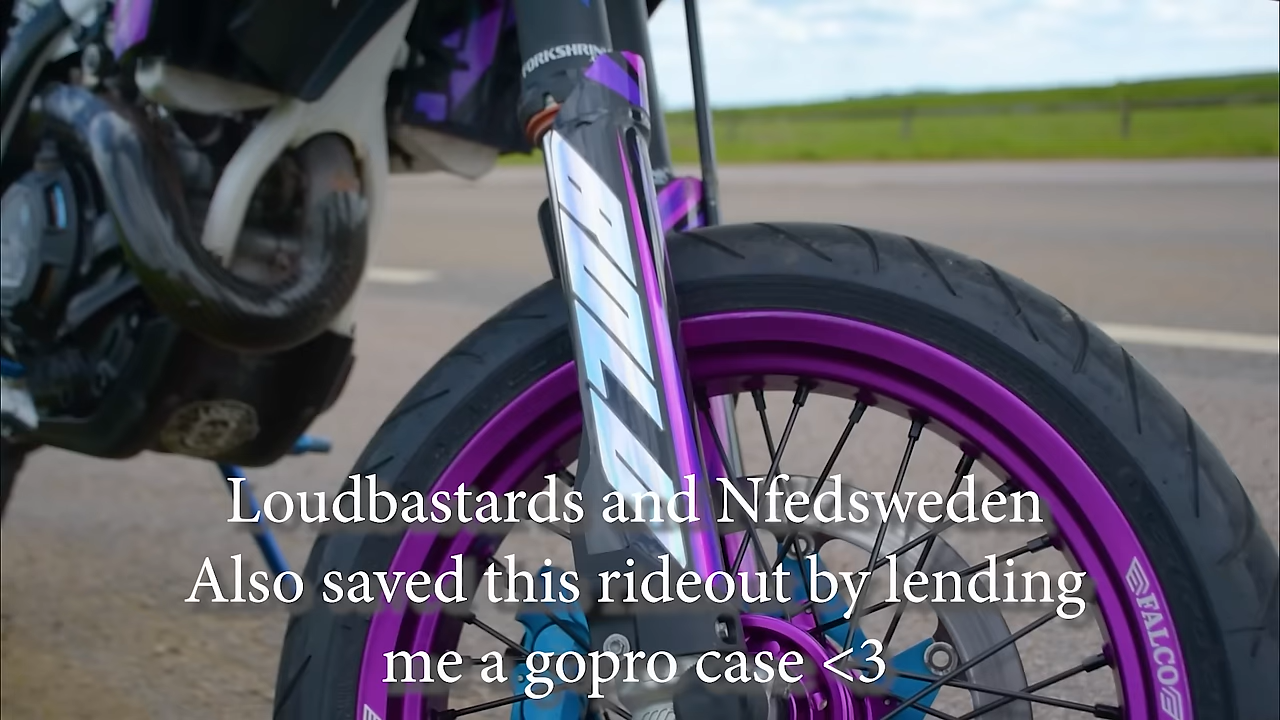 FORKSHRINK
Loudbastards and Nfedsweden
Also saved this rideout by lending
me a gopro case <3
FALCO